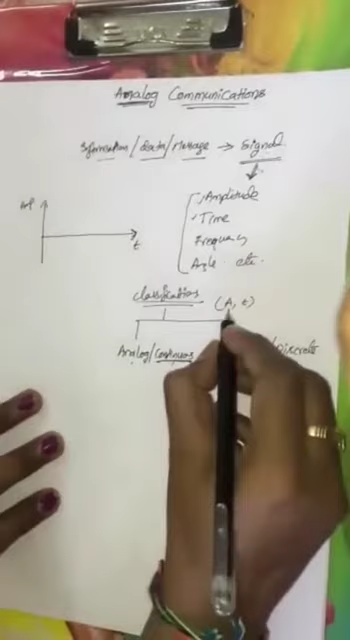 Analog Communications
Information/data/message → Signal
Amplitude
Time
Frequency
Angle etc.
t
Classification (A, t)
Analog/Continuous /Discrete